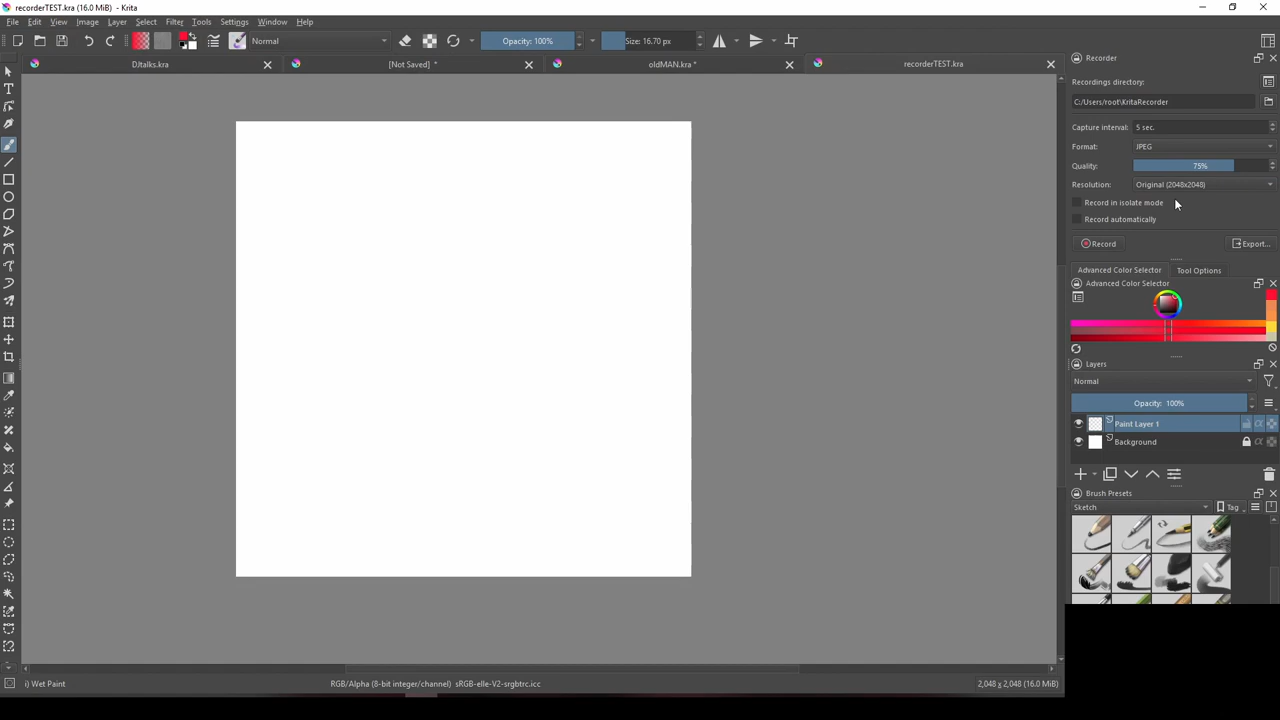 recorderTEST.kra (16.0 MiB) - Krita
File Edit View Image Layer Select Filter Tools Settings Window Help
Normal Opacity: 100% Size: 16.70 px
DJtalks.kra [Not Saved] * oldMAN.kra * recorderTEST.kra
Recorder
Recordings directory:
C:/Users/root\KritaRecorder
Capture interval: 5 sec.
Format: JPEG
Quality: 75%
Resolution: Original (2048x2048)
Record in isolate mode
Record automatically
Record Export...
Advanced Color Selector Tool Options
Advanced Color Selector
Layers
Normal
Opacity: 100%
Paint Layer 1
Background
Brush Presets
Sketch Tag
i) Wet Paint RGB/Alpha (8-bit integer/channel) sRGB-elle-V2-srgbtrc.icc 2,048 x 2,048 (16.0 MiB)